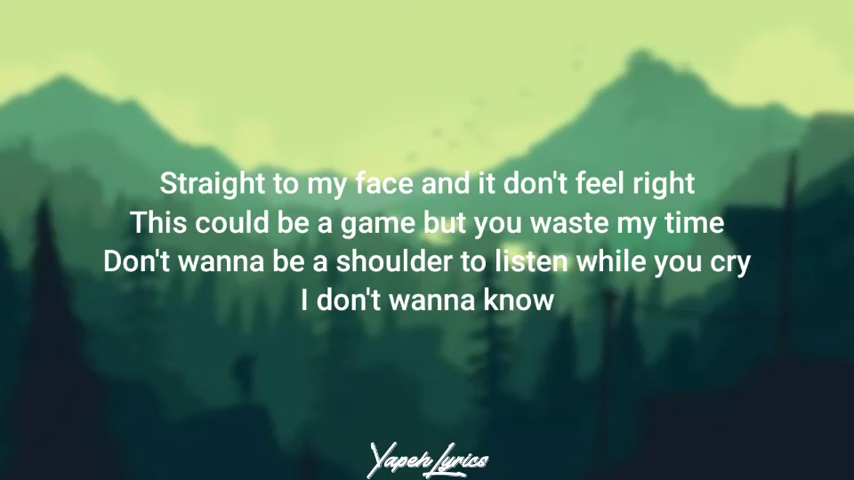 Straight to my face and it don't feel right
This could be a game but you waste my time
Don't wanna be a shoulder to listen while you cry
I don't wanna know
Yapeh Lyrics